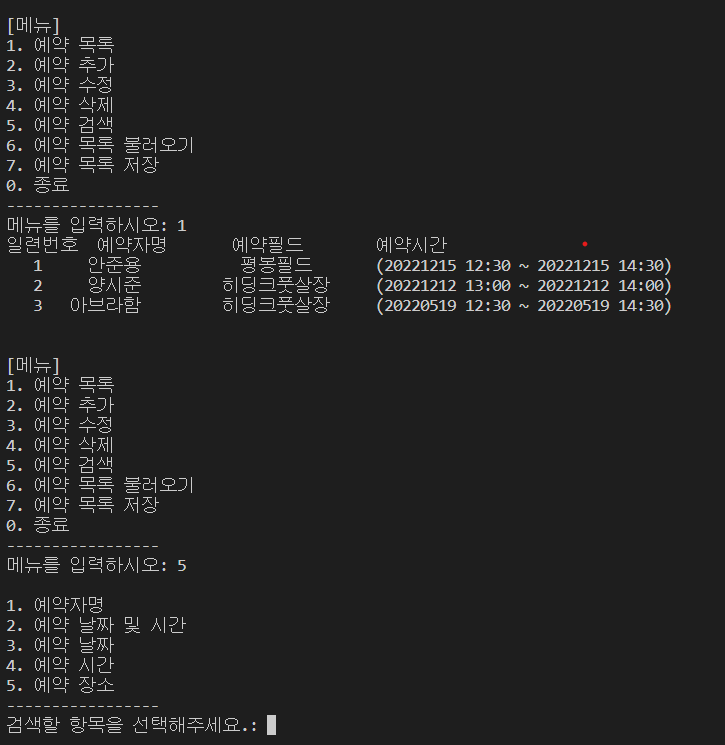 [메뉴]
1. 예약 목록
2. 예약 추가
3. 예약 수정
4. 예약 삭제
5. 예약 검색
6. 예약 목록 불러오기
7. 예약 목록 저장
0. 종료
-----------------
메뉴를 입력하시오: 1
일련번호 예약자명 예약필드 예약시간
1 안준용 평봉필드 (20221215 12:30 ~ 20221215 14:30)
2 양시준 히딩크풋살장 (20221212 13:00 ~ 20221212 14:00)
3 아브라함 히딩크풋살장 (20220519 12:30 ~ 20220519 14:30)
[메뉴]
1. 예약 목록
2. 예약 추가
3. 예약 수정
4. 예약 삭제
5. 예약 검색
6. 예약 목록 불러오기
7. 예약 목록 저장
0. 종료
-----------------
메뉴를 입력하시오: 5
1. 예약자명
2. 예약 날짜 및 시간
3. 예약 날짜
4. 예약 시간
5. 예약 장소
-----------------
검색할 항목을 선택해주세요.: